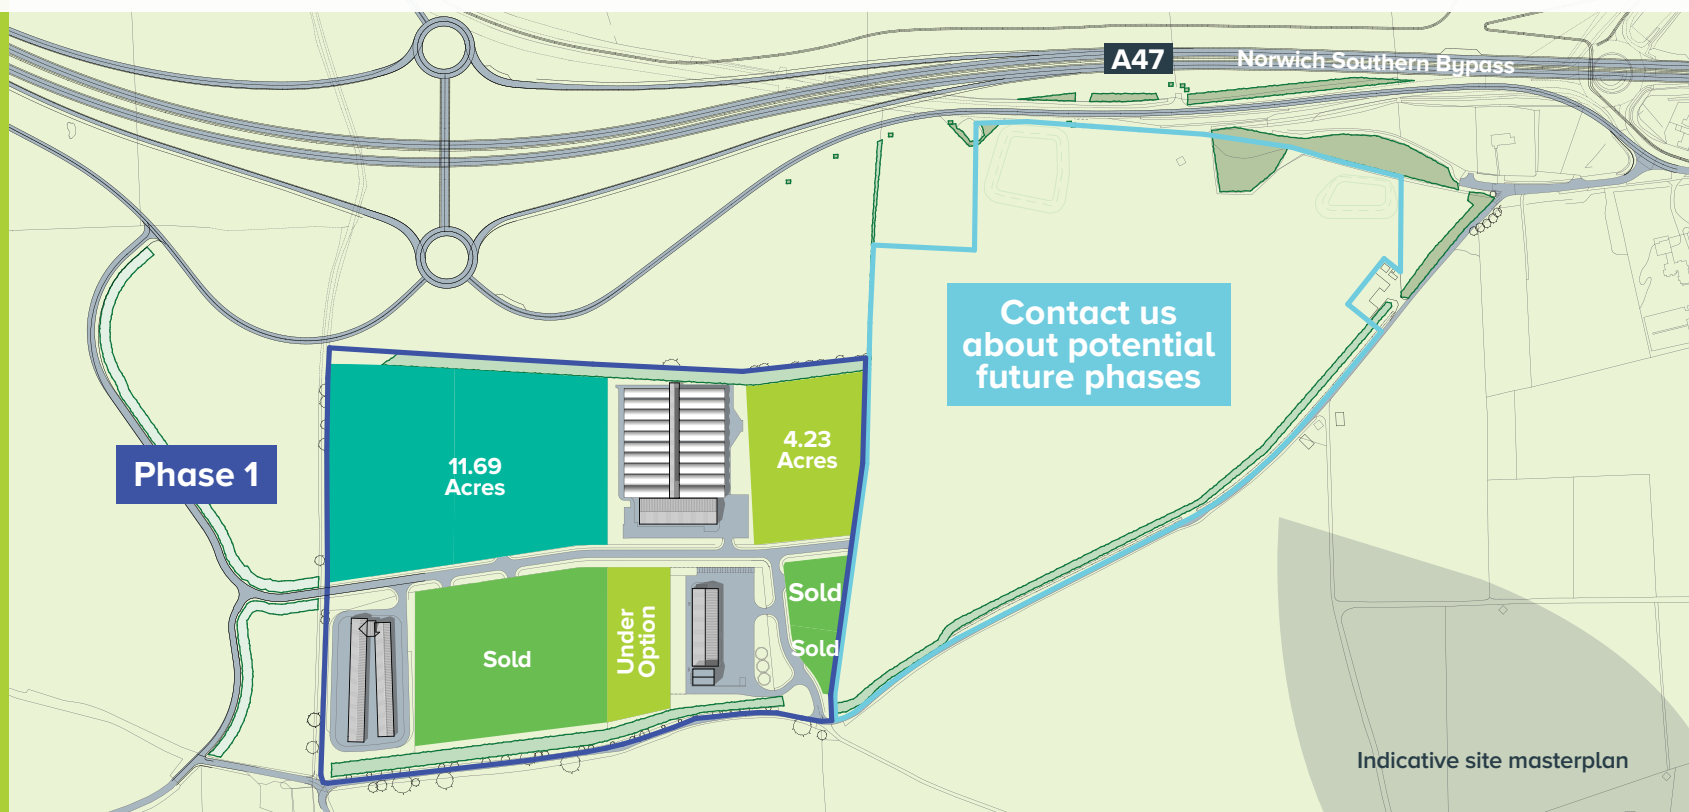 A47
Norwich Southern Bypass
Contact us
about potential
future phases
Phase 1
11.69
Acres
4.23
Acres
Sold
Under
Option
Sold
Sold
Indicative site masterplan